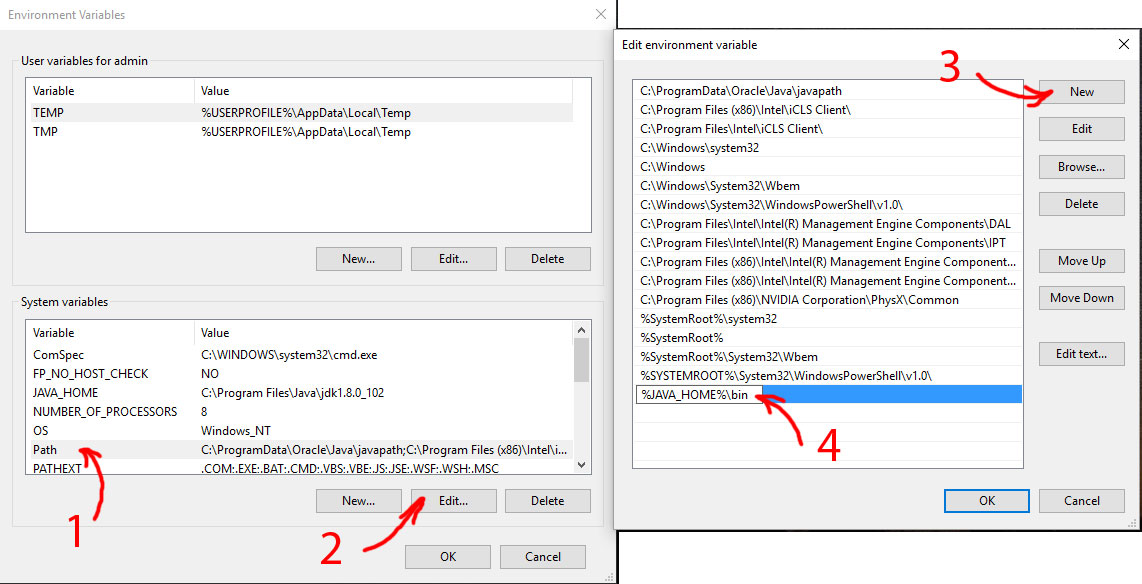 Environment Variables
User variables for admin
Variable Value
TEMP %USERPROFILE%\AppData\Local\Temp
TMP %USERPROFILE%\AppData\Local\Temp
New... Edit... Delete
System variables
Variable Value
ComSpec C:\WINDOWS\system32\cmd.exe
FP_NO_HOST_CHECK NO
JAVA_HOME C:\Program Files\Java\jdk1.8.0_102
NUMBER_OF_PROCESSORS 8
OS Windows_NT
Path C:\ProgramData\Oracle\Java\javapath;C:\Program Files (x86)\Intel\i...
PATHEXT .COM;.EXE;.BAT;.CMD;.VBS;.VBE;.JS;.JSE;.WSF;.WSH;.MSC
New... Edit... Delete
1
2
OK Cancel
Edit environment variable
3
C:\ProgramData\Oracle\Java\javapath
C:\Program Files (x86)\Intel\iCLS Client\
C:\Program Files\Intel\iCLS Client\
C:\Windows\system32
C:\Windows
C:\Windows\System32\Wbem
C:\Windows\System32\WindowsPowerShell\v1.0\
C:\Program Files\Intel\Intel(R) Management Engine Components\DAL
C:\Program Files\Intel\Intel(R) Management Engine Components\IPT
C:\Program Files (x86)\Intel\Intel(R) Management Engine Component...
C:\Program Files (x86)\Intel\Intel(R) Management Engine Component...
C:\Program Files (x86)\NVIDIA Corporation\PhysX\Common
%SystemRoot%\system32
%SystemRoot%
%SystemRoot%\System32\Wbem
%SYSTEMROOT%\System32\WindowsPowerShell\v1.0\
%JAVA_HOME%\bin
4
New
Edit
Browse...
Delete
Move Up
Move Down
Edit text...
OK Cancel